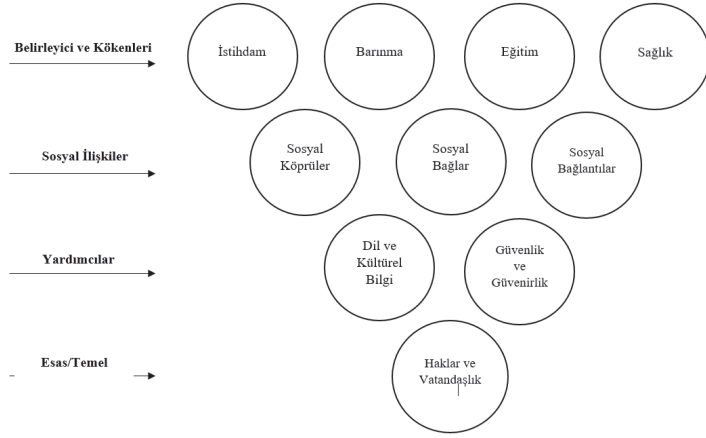 Belirleyici ve Kökenleri
İstihdam
Barınma
Eğitim
Sağlık
Sosyal İlişkiler
Sosyal
Köprüler
Sosyal
Bağlar
Sosyal
Bağlantılar
Yardımcılar
Dil ve
Kültürel
Bilgi
Güvenlik
ve
Güvenirlik
Esas/Temel
Haklar ve
Vatandaşlık